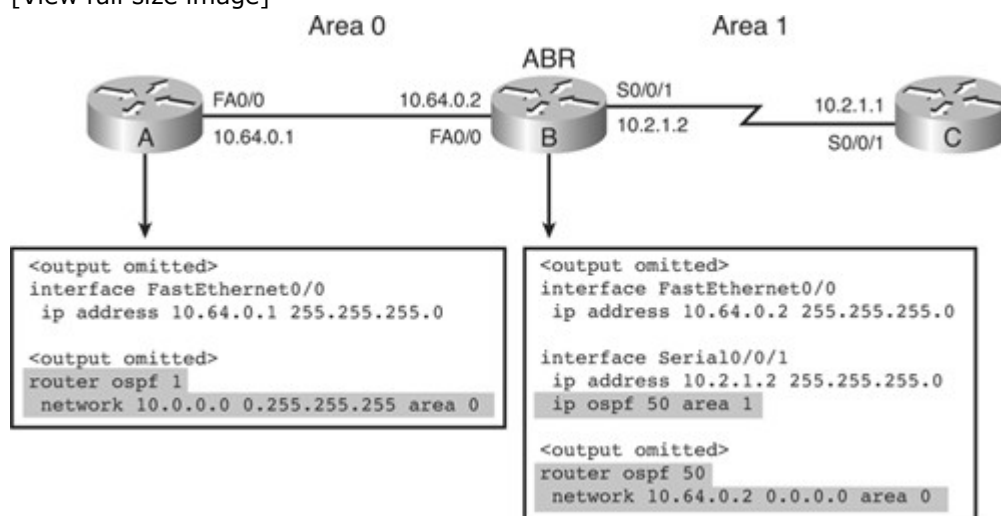 [View full size image]
Area 0
Area 1
ABR
FA0/0
10.64.0.2
S0/0/1
10.2.1.1
A
10.64.0.1
FA0/0
B
10.2.1.2
S0/0/1
C
<output omitted>
interface FastEthernet0/0
ip address 10.64.0.1 255.255.255.0
<output omitted>
router ospf 1
network 10.0.0.0 0.255.255.255 area 0
<output omitted>
interface FastEthernet0/0
ip address 10.64.0.2 255.255.255.0
interface Serial0/0/1
ip address 10.2.1.2 255.255.255.0
ip ospf 50 area 1
<output omitted>
router ospf 50
network 10.64.0.2 0.0.0.0 area 0